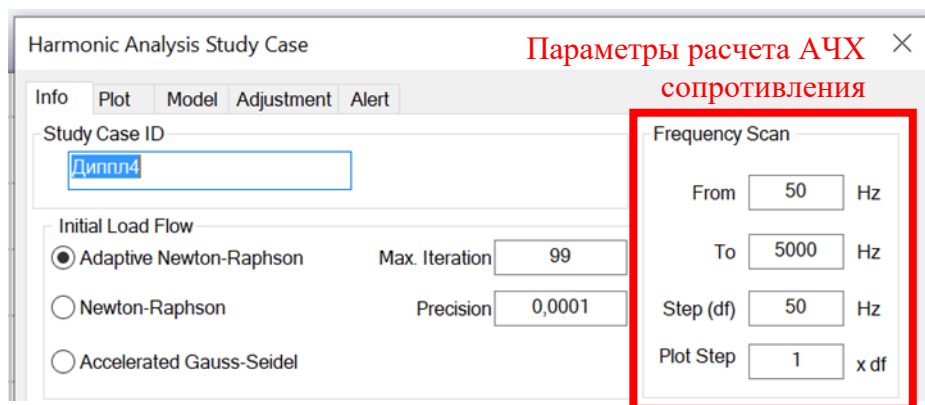 Harmonic Analysis Study Case
Параметры расчета АЧХ
сопротивления
Info Plot Model Adjustment Alert
Study Case ID
Диппл4
Initial Load Flow
Adaptive Newton-Raphson Max. Iteration 99
Newton-Raphson Precision 0,0001
Accelerated Gauss-Seidel
Frequency Scan
From 50 Hz
To 5000 Hz
Step (df) 50 Hz
Plot Step 1 x df